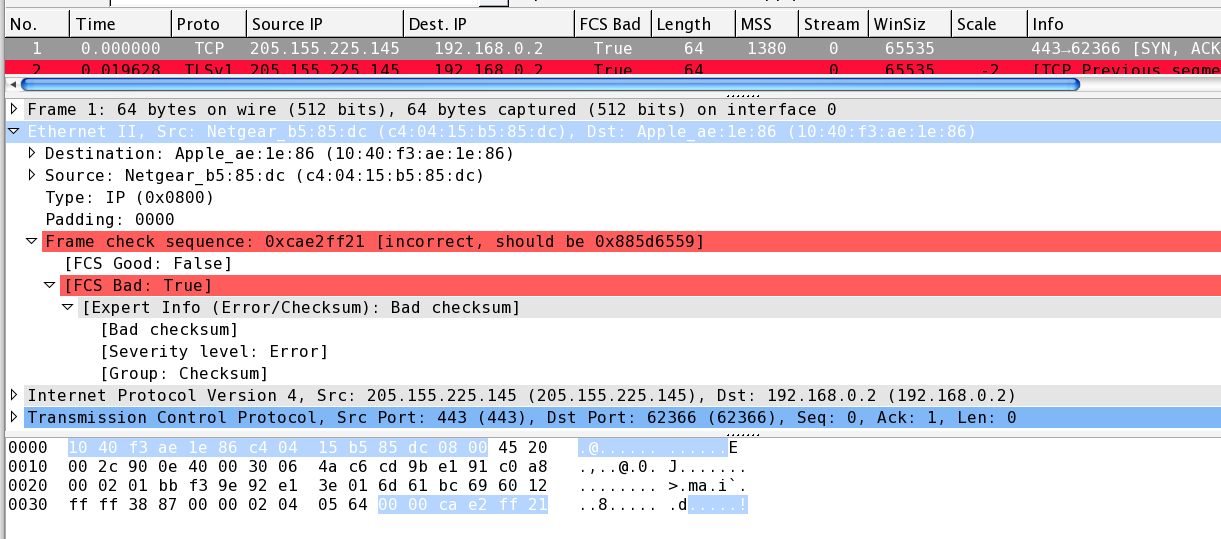 No. Time Proto Source IP Dest. IP FCS Bad Length MSS Stream WinSiz Scale Info
1 0.000000 TCP 205.155.225.145 192.168.0.2 True 64 1380 0 65535 443→62366 [SYN, ACK
2 0.019628 TLSv1 205.155.225.145 192.168.0.2 True 64 0 65535 -2 [TCP Previous segme
Frame 1: 64 bytes on wire (512 bits), 64 bytes captured (512 bits) on interface 0
Ethernet II, Src: Netgear_b5:85:dc (c4:04:15:b5:85:dc), Dst: Apple_ae:1e:86 (10:40:f3:ae:1e:86)
Destination: Apple_ae:1e:86 (10:40:f3:ae:1e:86)
Source: Netgear_b5:85:dc (c4:04:15:b5:85:dc)
Type: IP (0x0800)
Padding: 0000
Frame check sequence: 0xcae2ff21 [incorrect, should be 0x885d6559]
[FCS Good: False]
[FCS Bad: True]
[Expert Info (Error/Checksum): Bad checksum]
[Bad checksum]
[Severity level: Error]
[Group: Checksum]
Internet Protocol Version 4, Src: 205.155.225.145 (205.155.225.145), Dst: 192.168.0.2 (192.168.0.2)
Transmission Control Protocol, Src Port: 443 (443), Dst Port: 62366 (62366), Seq: 0, Ack: 1, Len: 0
0000 10 40 f3 ae 1e 86 c4 04 15 b5 85 dc 08 00 45 20 .@...... ......E
0010 00 2c 90 0e 40 00 30 06 4a c6 cd 9b e1 91 c0 a8 .,..@.0. J.......
0020 00 02 01 bb f3 9e 92 e1 3e 01 6d 61 bc 69 60 12 ........ >.ma.i`.
0030 ff ff 38 87 00 00 02 04 05 64 00 00 ca e2 ff 21 ..8..... .d.....!